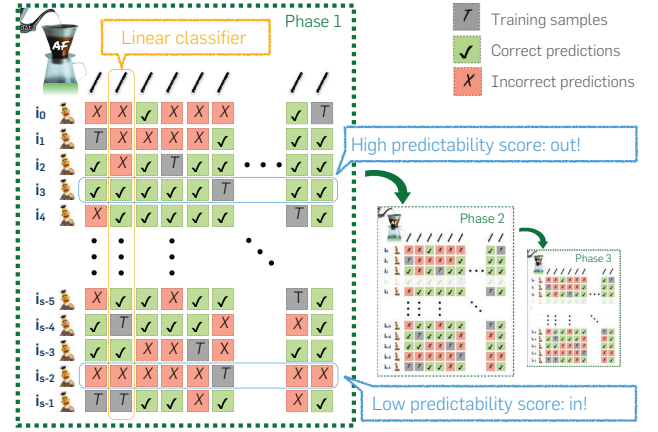 Phase 1
AF
Linear classifier
T Training samples
✓ Correct predictions
X Incorrect predictions
i0 X X ✓ X X X ✓ T
i1 T X X X X ✓ ✓ ✓
High predictability score: out!
i2 ✓ X ✓ T ✓ ✓ ✓ ✓
i3 ✓ ✓ ✓ ✓ ✓ T ✓ ✓
i4 X ✓ ✓ ✓ ✓ ✓ T ✓
Phase 2
Phase 3
is-5 X ✓ ✓ X ✓ ✓ T ✓
is-4 ✓ T ✓ ✓ ✓ X X ✓
is-3 ✓ ✓ X X T X ✓ ✓
is-2 X X X X X T X X
Low predictability score: in!
is-1 T T ✓ ✓ X ✓ X ✓